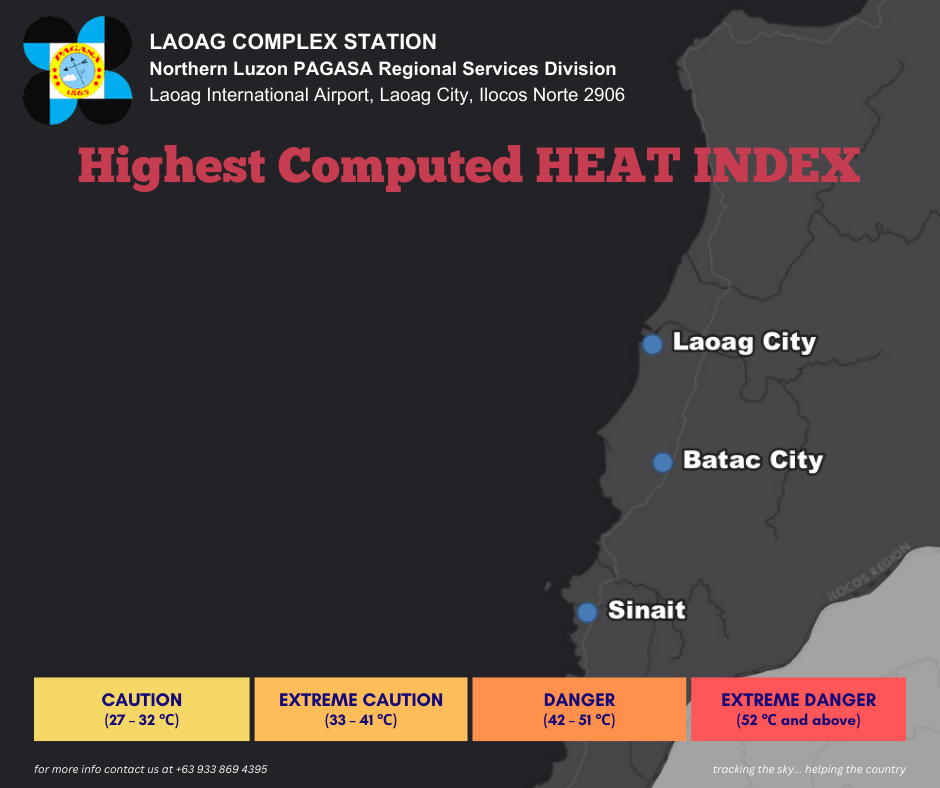 PAGASA
1865
LAOAG COMPLEX STATION
Northern Luzon PAGASA Regional Services Division
Laoag International Airport, Laoag City, Ilocos Norte 2906
Highest Computed HEAT INDEX
Laoag City
Batac City
ILOCOS REGION
Sinait
CAUTION
(27 – 32 °C)
EXTREME CAUTION
(33 – 41 °C)
DANGER
(42 – 51 °C)
EXTREME DANGER
(52 °C and above)
for more info contact us at +63 933 869 4395
tracking the sky... helping the country